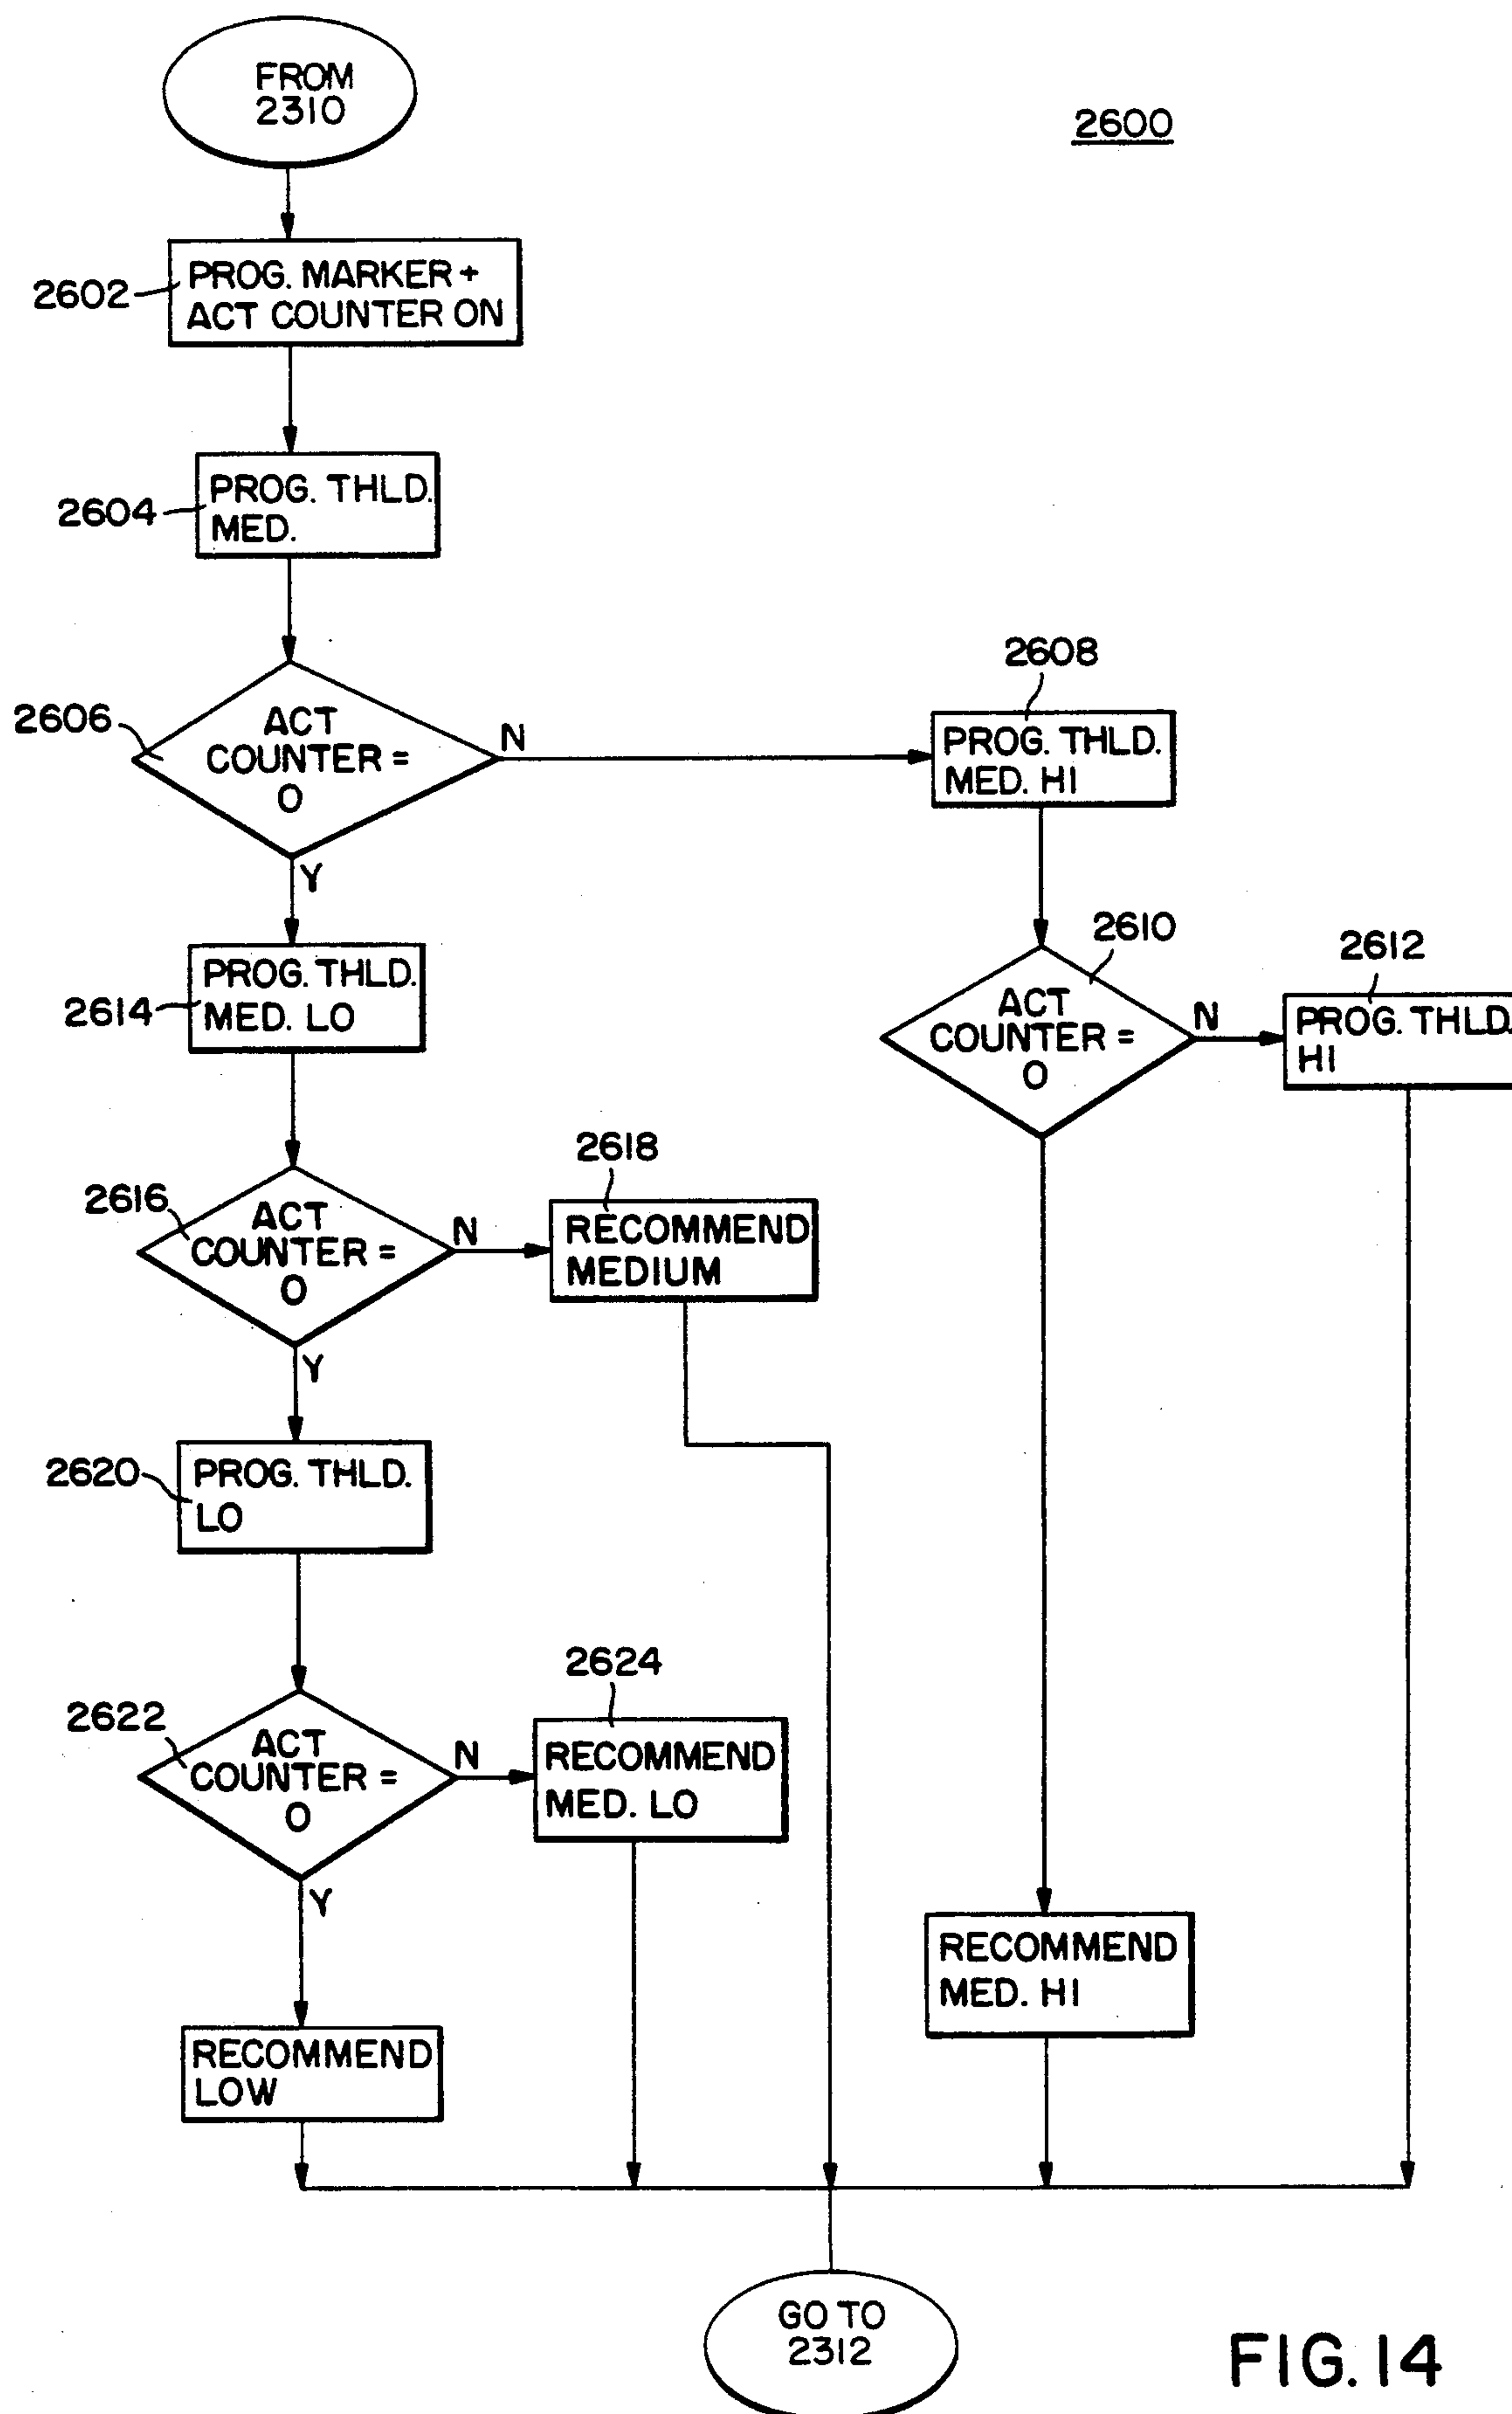 FROM
2310
2600
2602
PROG. MARKER +
ACT COUNTER ON
2604
PROG. THLD.
MED.
2606
ACT
COUNTER =
0
N
Y
2608
PROG. THLD.
MED. HI
2610
ACT
COUNTER =
0
N
2612
PROG. THLD.
HI
2614
PROG. THLD.
MED. LO
2616
ACT
COUNTER =
0
N
Y
2618
RECOMMEND
MEDIUM
2620
PROG. THLD.
LO
2622
ACT
COUNTER =
0
N
Y
2624
RECOMMEND
MED. LO
RECOMMEND
MED. HI
RECOMMEND
LOW
GO TO
2312
FIG. 14